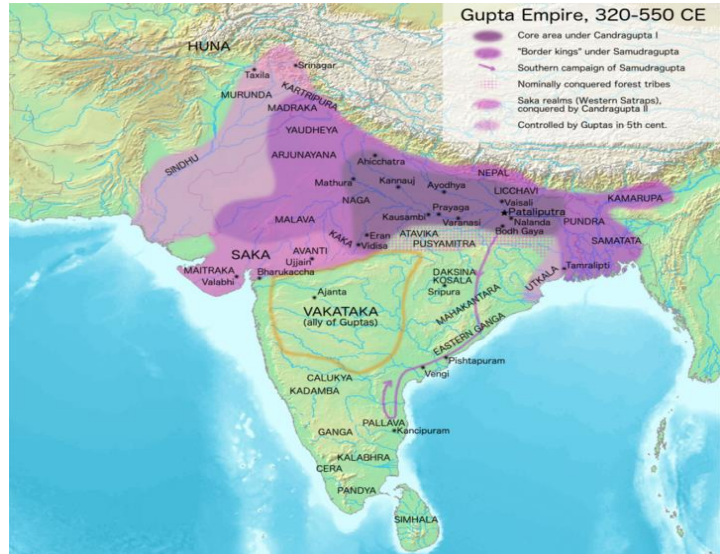 Gupta Empire, 320-550 CE
Core area under Candragupta I
"Border kings" under Samudragupta
Southern campaign of Samudragupta
Nominally conquered forest tribes
Saka realms (Western Satraps),
conquered by Candragupta II
Controlled by Guptas in 5th cent.
HUNA
Srinagar
Taxila
MURUNDA
KARTRIPURA
MADRAKA
YAUDHEYA
SINDHU
ARJUNAYANA
Ahicchatra
NEPAL
Mathura
Kannauj
Ayodhya
LICCHAVI
KAMARUPA
NAGA
Vaisali
Pataliputra
MALAVA
Kausambi
Prayaga
Varanasi
Nalanda
PUNDRA
Bodh Gaya
KAKA
Eran
ATAVIKA
SAMATATA
Vidisa
PUSYAMITRA
SAKA
AVANTI
Ujjain
UTKALA
Tamralipti
MAITRAKA
Valabhi
Bharukaccha
DAKSINA
KOSALA
Ajanta
Sripura
VAKATAKA
(ally of Guptas)
MAHAKANTARA
EASTERN GANGA
Pishtapuram
Vengi
CALUKYA
KADAMBA
PALLAVA
GANGA
Kancipuram
KALABHRA
CERA
PANDYA
SIMHALA